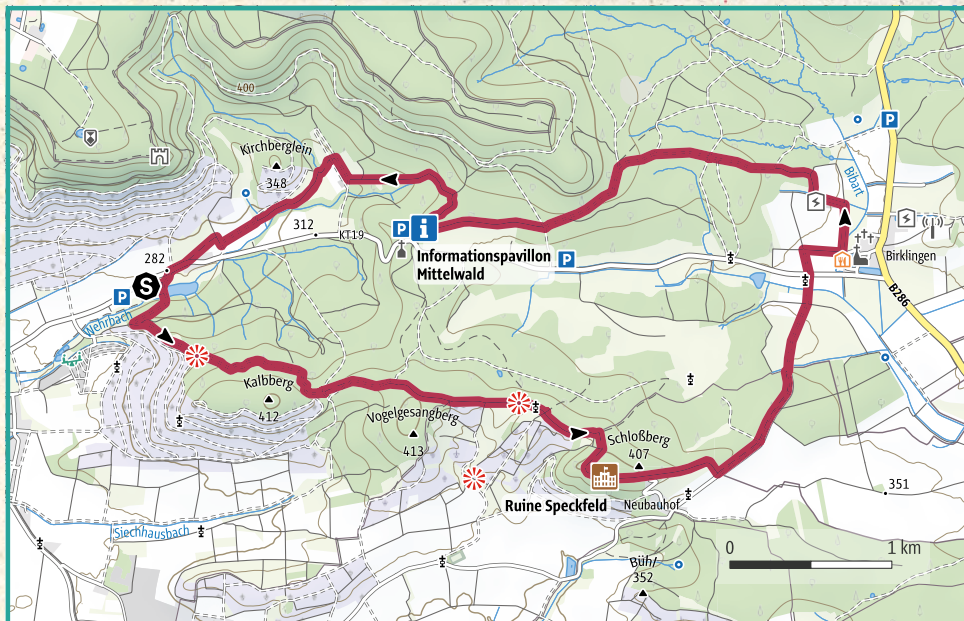 400
P
Kirchberglein
348
Bibart
312
KT19
P
i
Informationspavillon
Mittelwald
P
Birklingen
B286
282
S
P
Wehrbach
Kalbberg
412
Vogelgesangberg
413
Schloßberg
407
Ruine Speckfeld
Neubauhof
351
Siechhausbach
0
1 km
Bühl
352